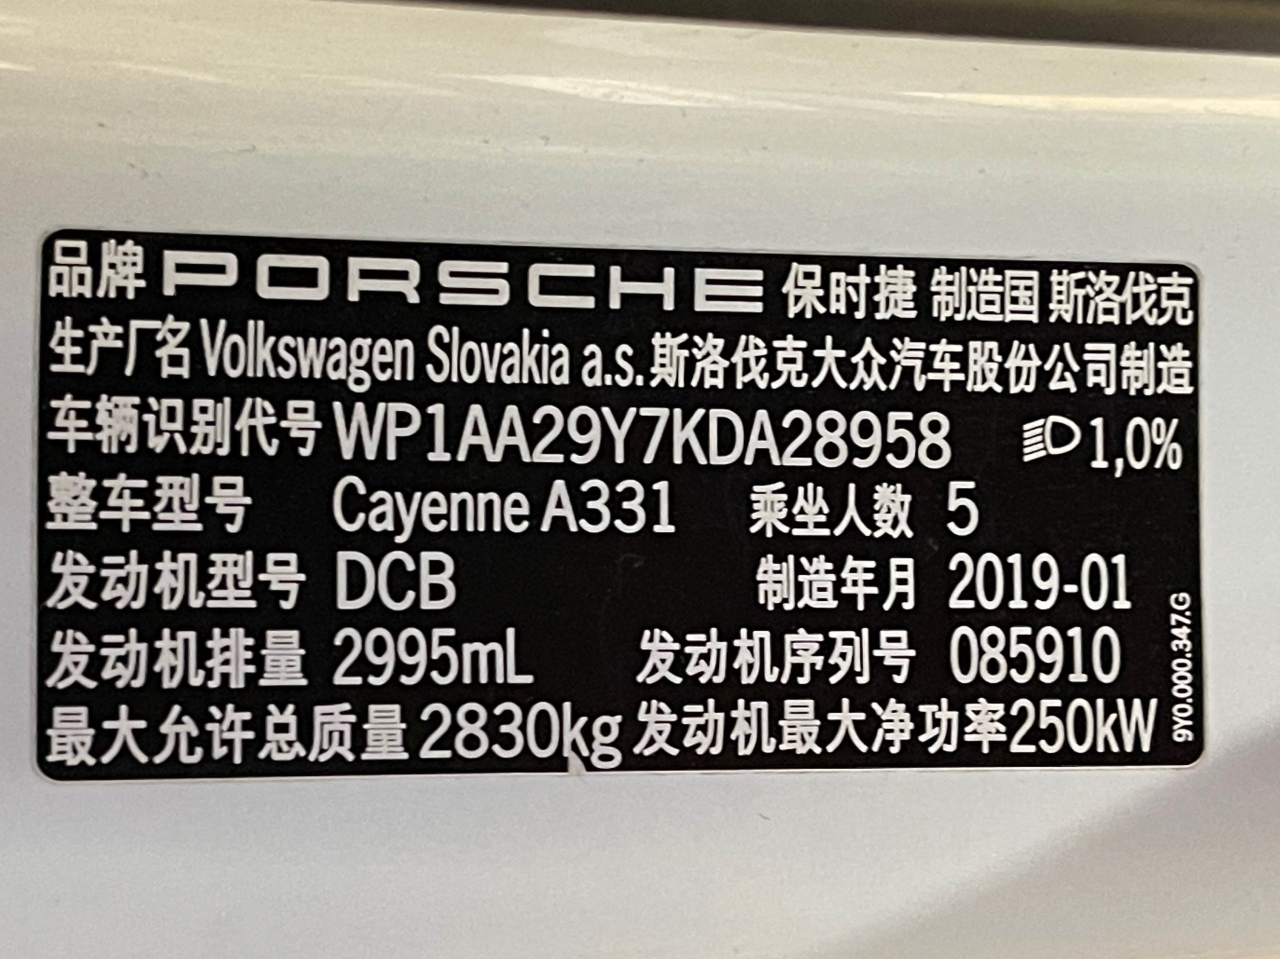 品牌 PORSCHE 保时捷 制造国 斯洛伐克
生产厂名 Volkswagen Slovakia a.s. 斯洛伐克大众汽车股份公司制造
车辆识别代号 WP1AA29Y7KDA28958 1,0%
整车型号 Cayenne A331 乘坐人数 5
发动机型号 DCB 制造年月 2019-01
发动机排量 2995mL 发动机序列号 085910
最大允许总质量 2830kg 发动机最大净功率 250kW
9Y0.000.347.G